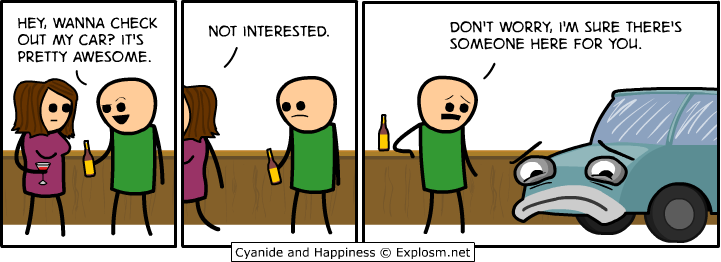 HEY, WANNA CHECK
OUT MY CAR? IT'S
PRETTY AWESOME.
NOT INTERESTED.
DON'T WORRY, I'M SURE THERE'S
SOMEONE HERE FOR YOU.
Cyanide and Happiness © Explosm.net